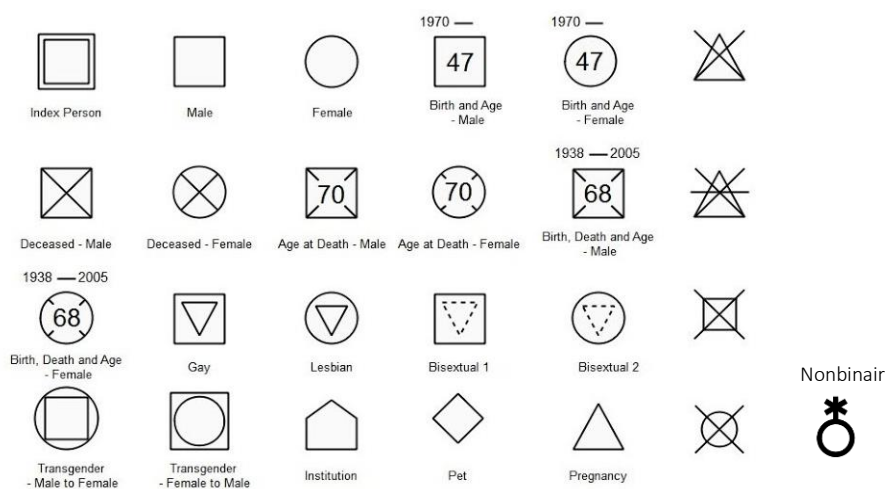 1970 —
1970 —
47
47
Index Person
Male
Female
Birth and Age
- Male
Birth and Age
- Female
1938 — 2005
70
70
68
Deceased - Male
Deceased - Female
Age at Death - Male
Age at Death - Female
Birth, Death and Age
- Male
1938 — 2005
68
Birth, Death and Age
- Female
Gay
Lesbian
Bisextual 1
Bisextual 2
Nonbinair
Transgender
- Male to Female
Transgender
- Female to Male
Institution
Pet
Pregnancy